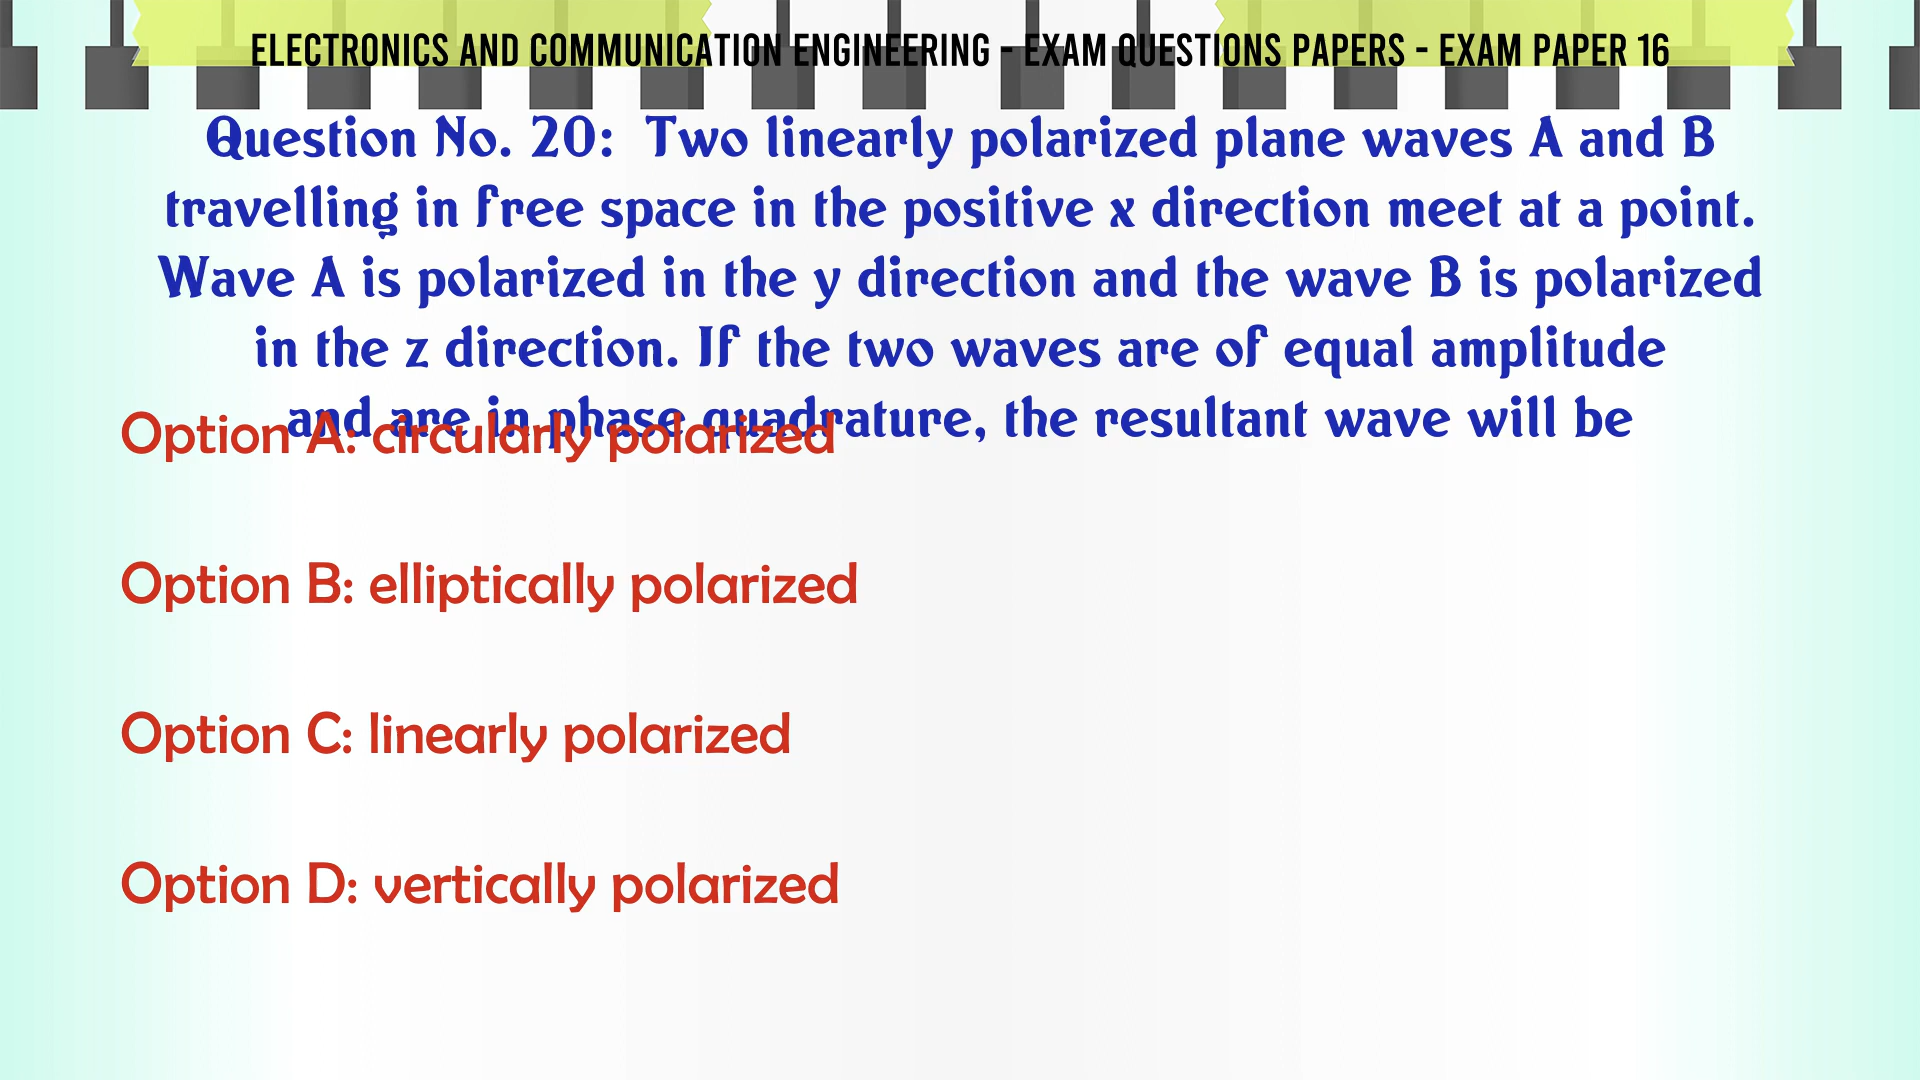 ELECTRONICS AND COMMUNICATION ENGINEERING - EXAM QUESTIONS PAPERS - EXAM PAPER 16
Question No. 20: Two linearly polarized plane waves A and B
travelling in free space in the positive x direction meet at a point.
Wave A is polarized in the y direction and the wave B is polarized
in the z direction. If the two waves are of equal amplitude
and are in phase quadrature, the resultant wave will be
Option A: circularly polarized
Option B: elliptically polarized
Option C: linearly polarized
Option D: vertically polarized